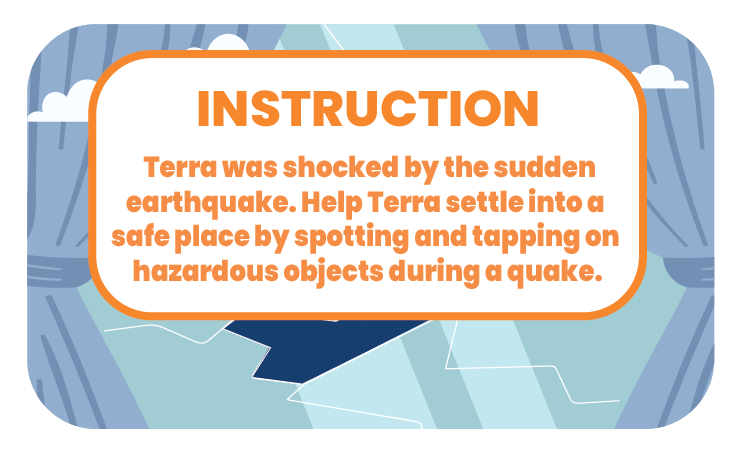 INSTRUCTION
Terra was shocked by the sudden
earthquake. Help Terra settle into a
safe place by spotting and tapping on
hazardous objects during a quake.